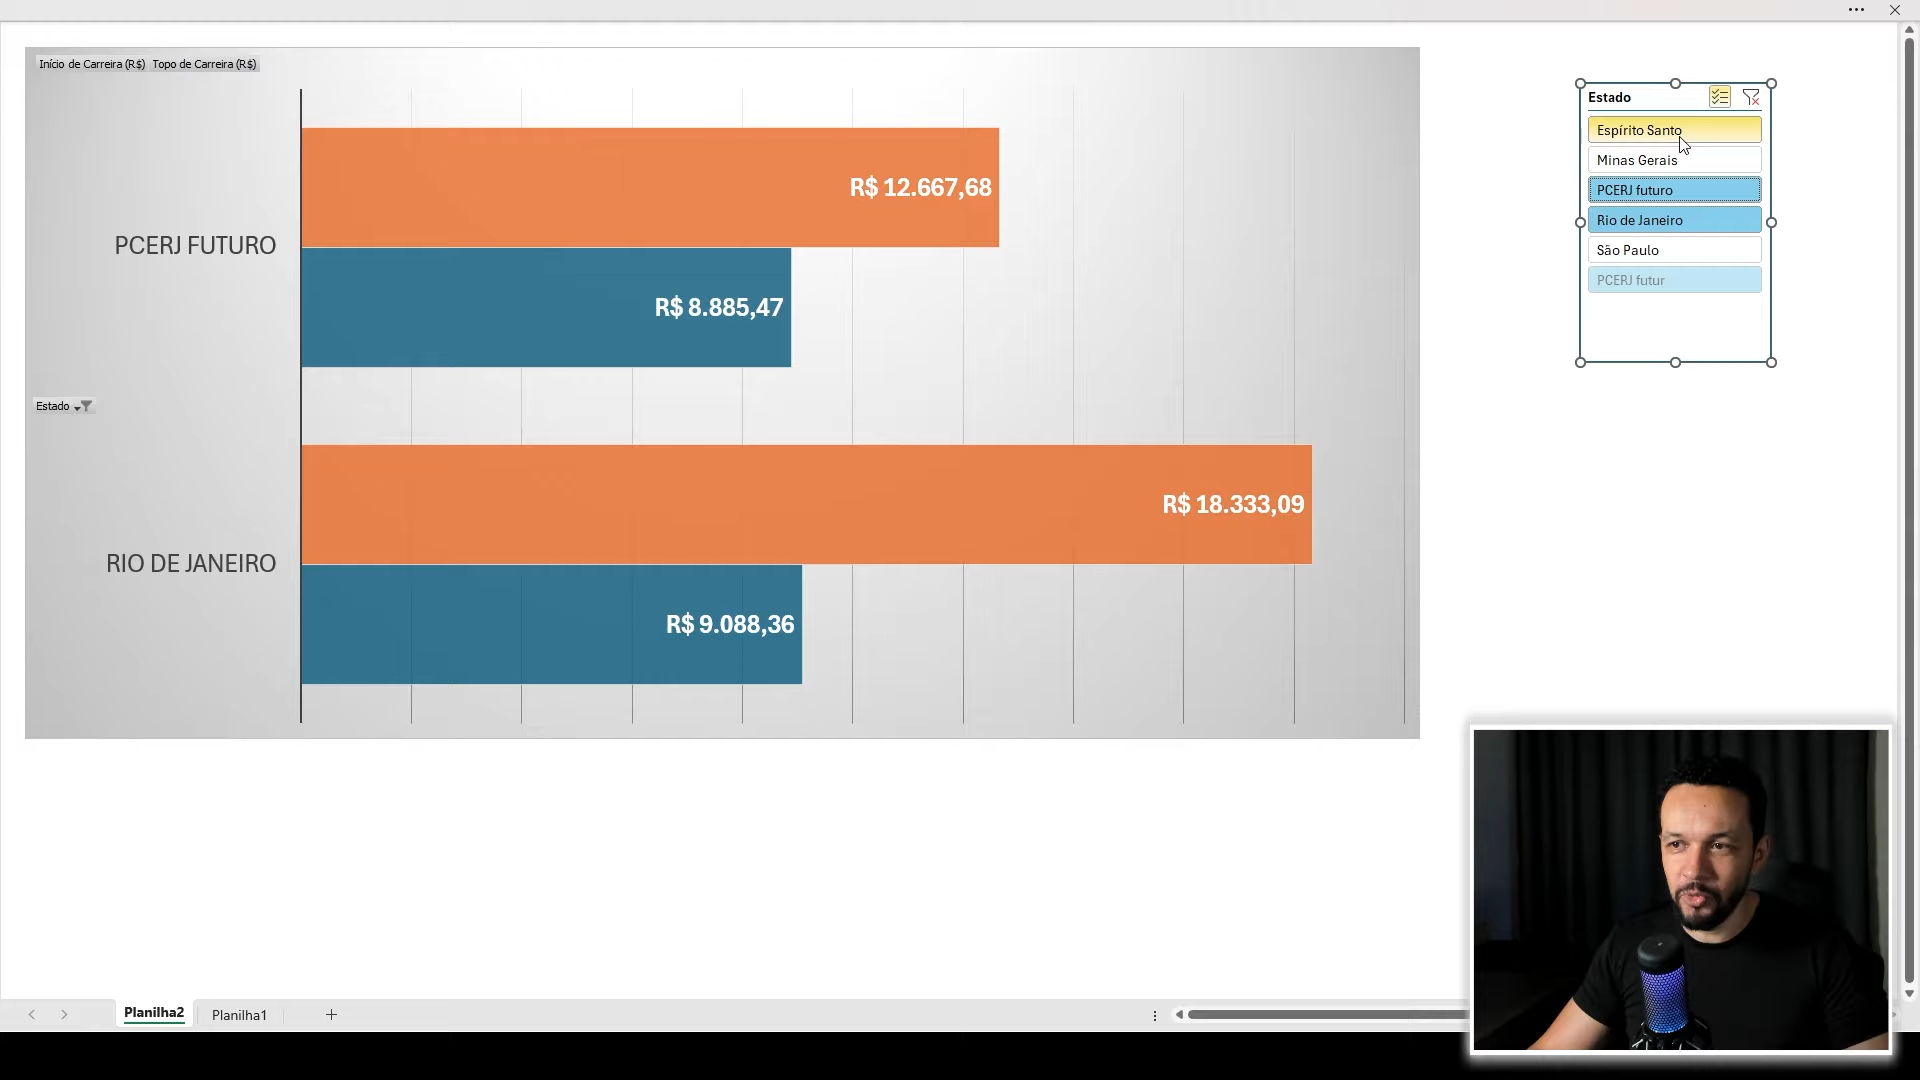 Início de Carreira (R$) Topo de Carreira (R$)
R$ 12.667,68
PCERJ FUTURO
R$ 8.885,47
Estado
R$ 18.333,09
RIO DE JANEIRO
R$ 9.088,36
Estado
Espírito Santo
Minas Gerais
PCERJ futuro
Rio de Janeiro
São Paulo
PCERJ futur
Planilha2
Planilha1